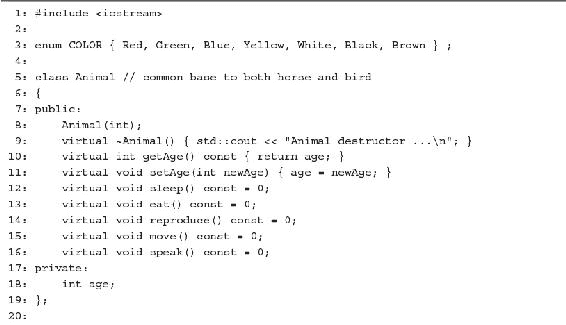 1: #include <iostream>
2:
3: enum COLOR { Red, Green, Blue, Yellow, White, Black, Brown } ;
4:
5: class Animal // common base to both horse and bird
6: {
7: public:
8: Animal(int);
9: virtual ~Animal() { std::cout << "Animal destructor ...\n"; }
10: virtual int getAge() const { return age; }
11: virtual void setAge(int newAge) { age = newAge; }
12: virtual void sleep() const = 0;
13: virtual void eat() const = 0;
14: virtual void reproduce() const = 0;
15: virtual void move() const = 0;
16: virtual void speak() const = 0;
17: private:
18: int age;
19: };
20: